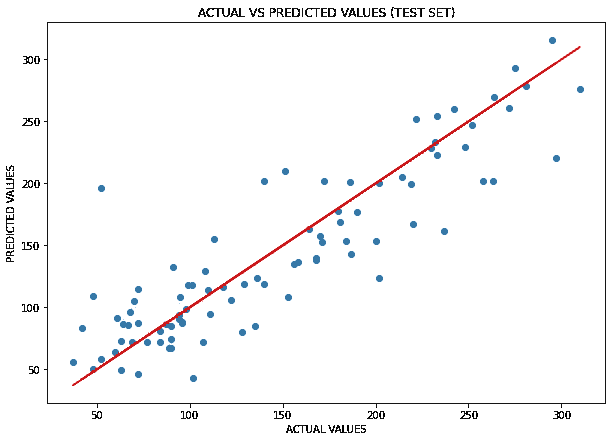 ACTUAL VS PREDICTED VALUES (TEST SET)
300
250
200
150
100
50
PREDICTED VALUES
50 100 150 200 250 300
ACTUAL VALUES